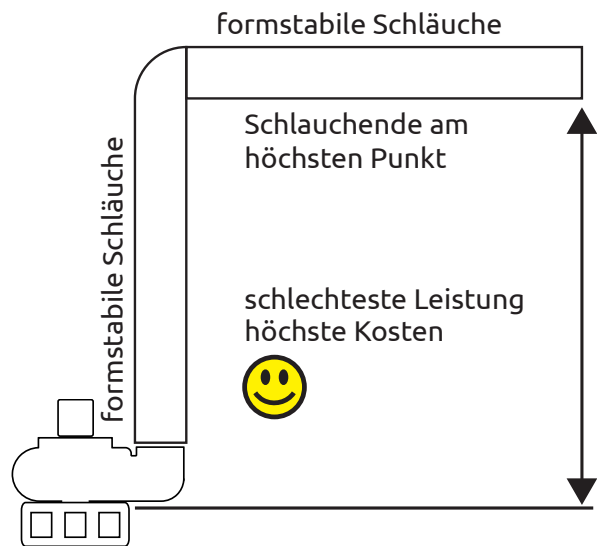 formstabile Schläuche
formstabile Schläuche
Schlauchende am
höchsten Punkt
schlechteste Leistung
höchste Kosten